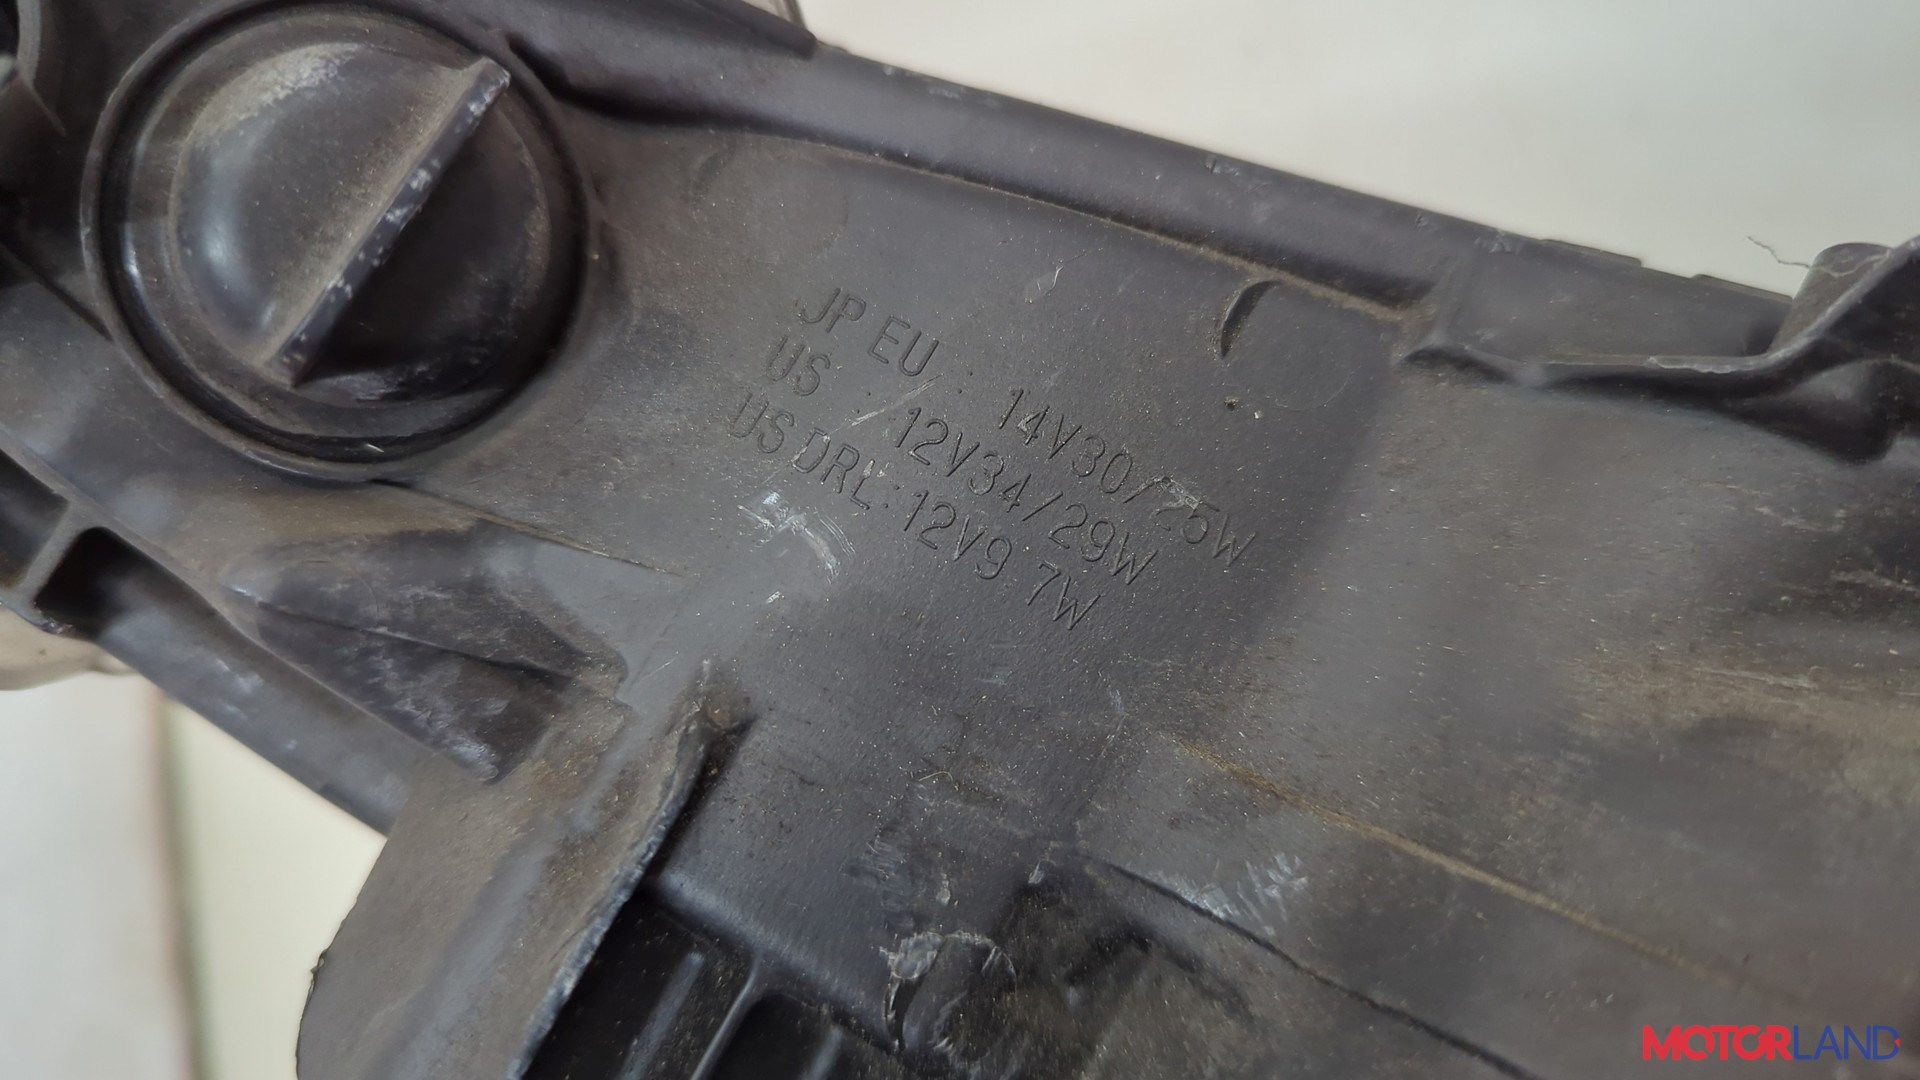 JP EU : 14V30/25W
US : 12V34/29W
US DRL : 12V9.7W
MOTORLAND